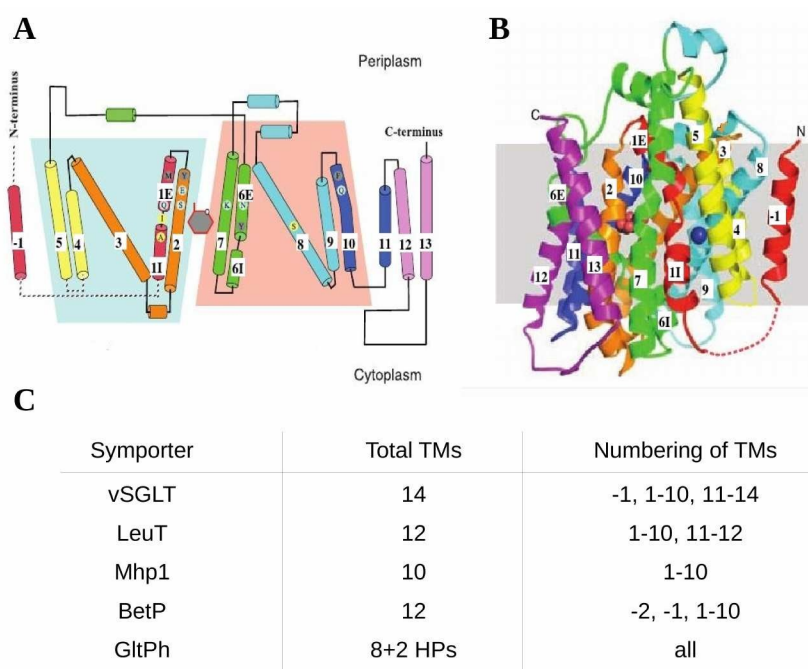 A
Periplasm
N-terminus
C-terminus
-1
5
4
3
1E
1I
2
M
Q
I
A
Y
E
S
7
K
6E
N
Y
6I
8
S
9
F
Q
10
11
12
13
Cytoplasm
B
C
N
1E
5
3
8
10
2
6E
-1
4
11
12
13
7
1I
9
6I
C
Symporter Total TMs Numbering of TMs
vSGLT 14 -1, 1-10, 11-14
LeuT 12 1-10, 11-12
Mhp1 10 1-10
BetP 12 -2, -1, 1-10
GltPh 8+2 HPs all